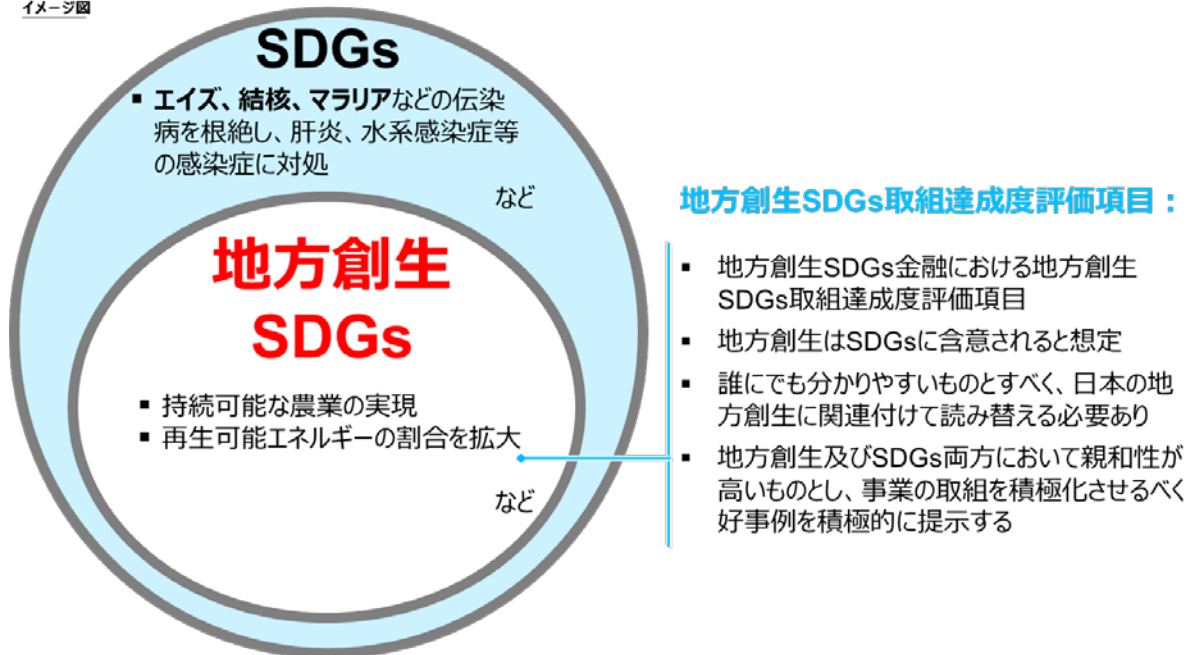 イメージ図
SDGs
▪ エイズ、結核、マラリアなどの伝染
病を根絶し、肝炎、水系感染症等
の感染症に対処
など
地方創生
SDGs
▪ 持続可能な農業の実現
▪ 再生可能エネルギーの割合を拡大
など
地方創生SDGs取組達成度評価項目：
▪ 地方創生SDGs金融における地方創生
SDGs取組達成度評価項目
▪ 地方創生はSDGsに含意されると想定
▪ 誰にでも分かりやすいものとすべく、日本の地
方創生に関連付けて読み替える必要あり
▪ 地方創生及びSDGs両方において親和性が
高いものとし、事業の取組を積極化させるべく
好事例を積極的に提示する